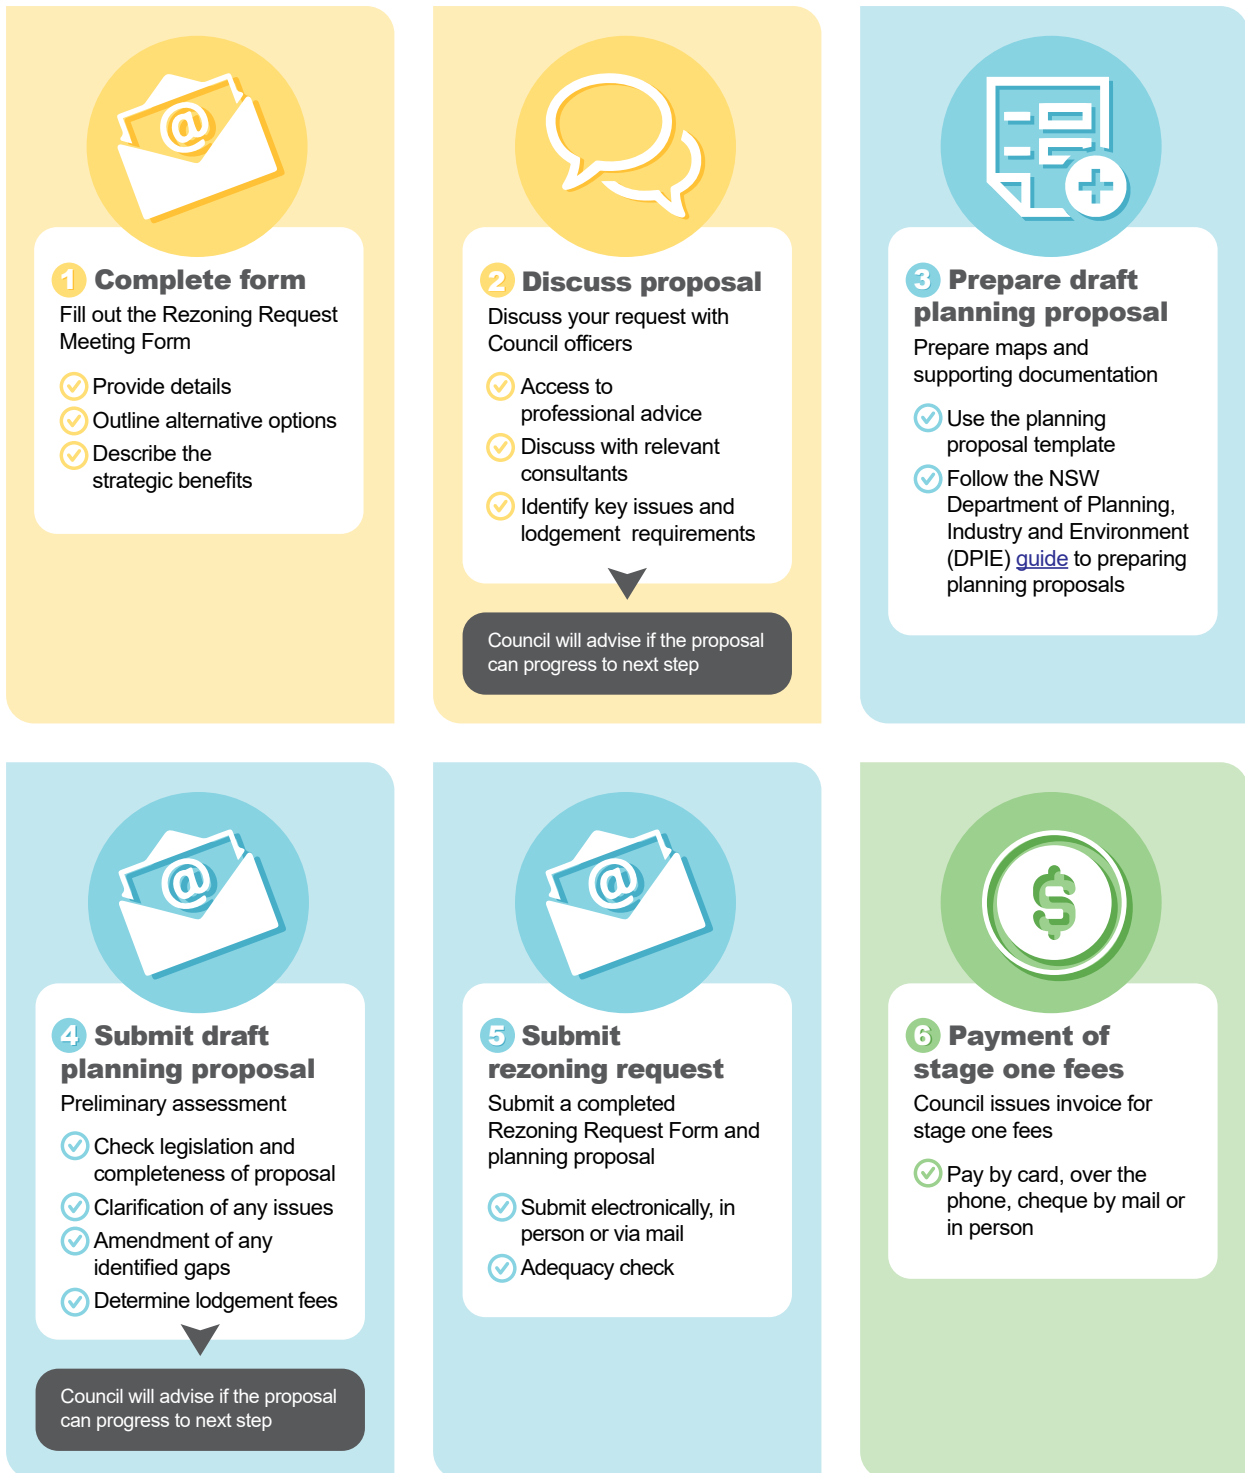 1 Complete form
Fill out the Rezoning Request
Meeting Form
Provide details
Outline alternative options
Describe the
strategic benefits
2 Discuss proposal
Discuss your request with
Council officers
Access to
professional advice
Discuss with relevant
consultants
Identify key issues and
lodgement requirements
Council will advise if the proposal
can progress to next step
3 Prepare draft
planning proposal
Prepare maps and
supporting documentation
Use the planning
proposal template
Follow the NSW
Department of Planning,
Industry and Environment
(DPIE) guide to preparing
planning proposals
4 Submit draft
planning proposal
Preliminary assessment
Check legislation and
completeness of proposal
Clarification of any issues
Amendment of any
identified gaps
Determine lodgement fees
Council will advise if the proposal
can progress to next step
5 Submit
rezoning request
Submit a completed
Rezoning Request Form and
planning proposal
Submit electronically, in
person or via mail
Adequacy check
6 Payment of
stage one fees
Council issues invoice for
stage one fees
Pay by card, over the
phone, cheque by mail or
in person